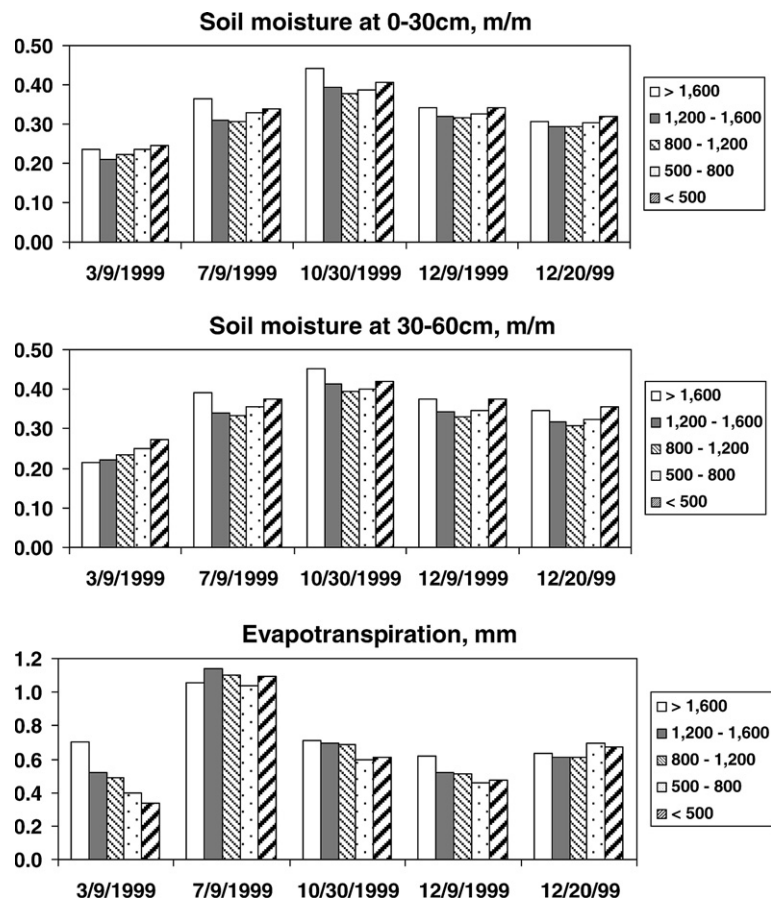 Soil moisture at 0-30cm, m/m
0.50
0.40
0.30
0.20
0.10
0.00
3/9/1999 7/9/1999 10/30/1999 12/9/1999 12/20/99
> 1,600
1,200 - 1,600
800 - 1,200
500 - 800
< 500
Soil moisture at 30-60cm, m/m
0.50
0.40
0.30
0.20
0.10
0.00
3/9/1999 7/9/1999 10/30/1999 12/9/1999 12/20/99
> 1,600
1,200 - 1,600
800 - 1,200
500 - 800
< 500
Evapotranspiration, mm
1.2
1.0
0.8
0.6
0.4
0.2
0.0
3/9/1999 7/9/1999 10/30/1999 12/9/1999 12/20/99
> 1,600
1,200 - 1,600
800 - 1,200
500 - 800
< 500